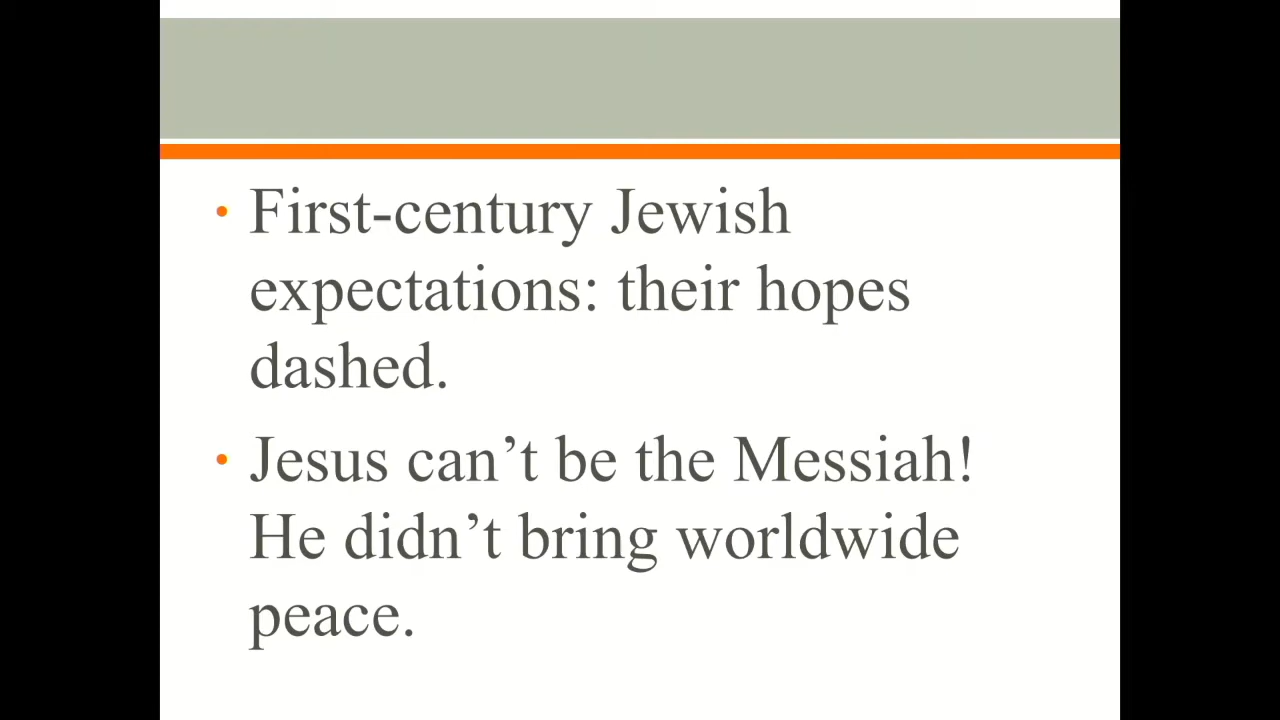 • First-century Jewish
expectations: their hopes
dashed.
• Jesus can’t be the Messiah!
He didn’t bring worldwide
peace.